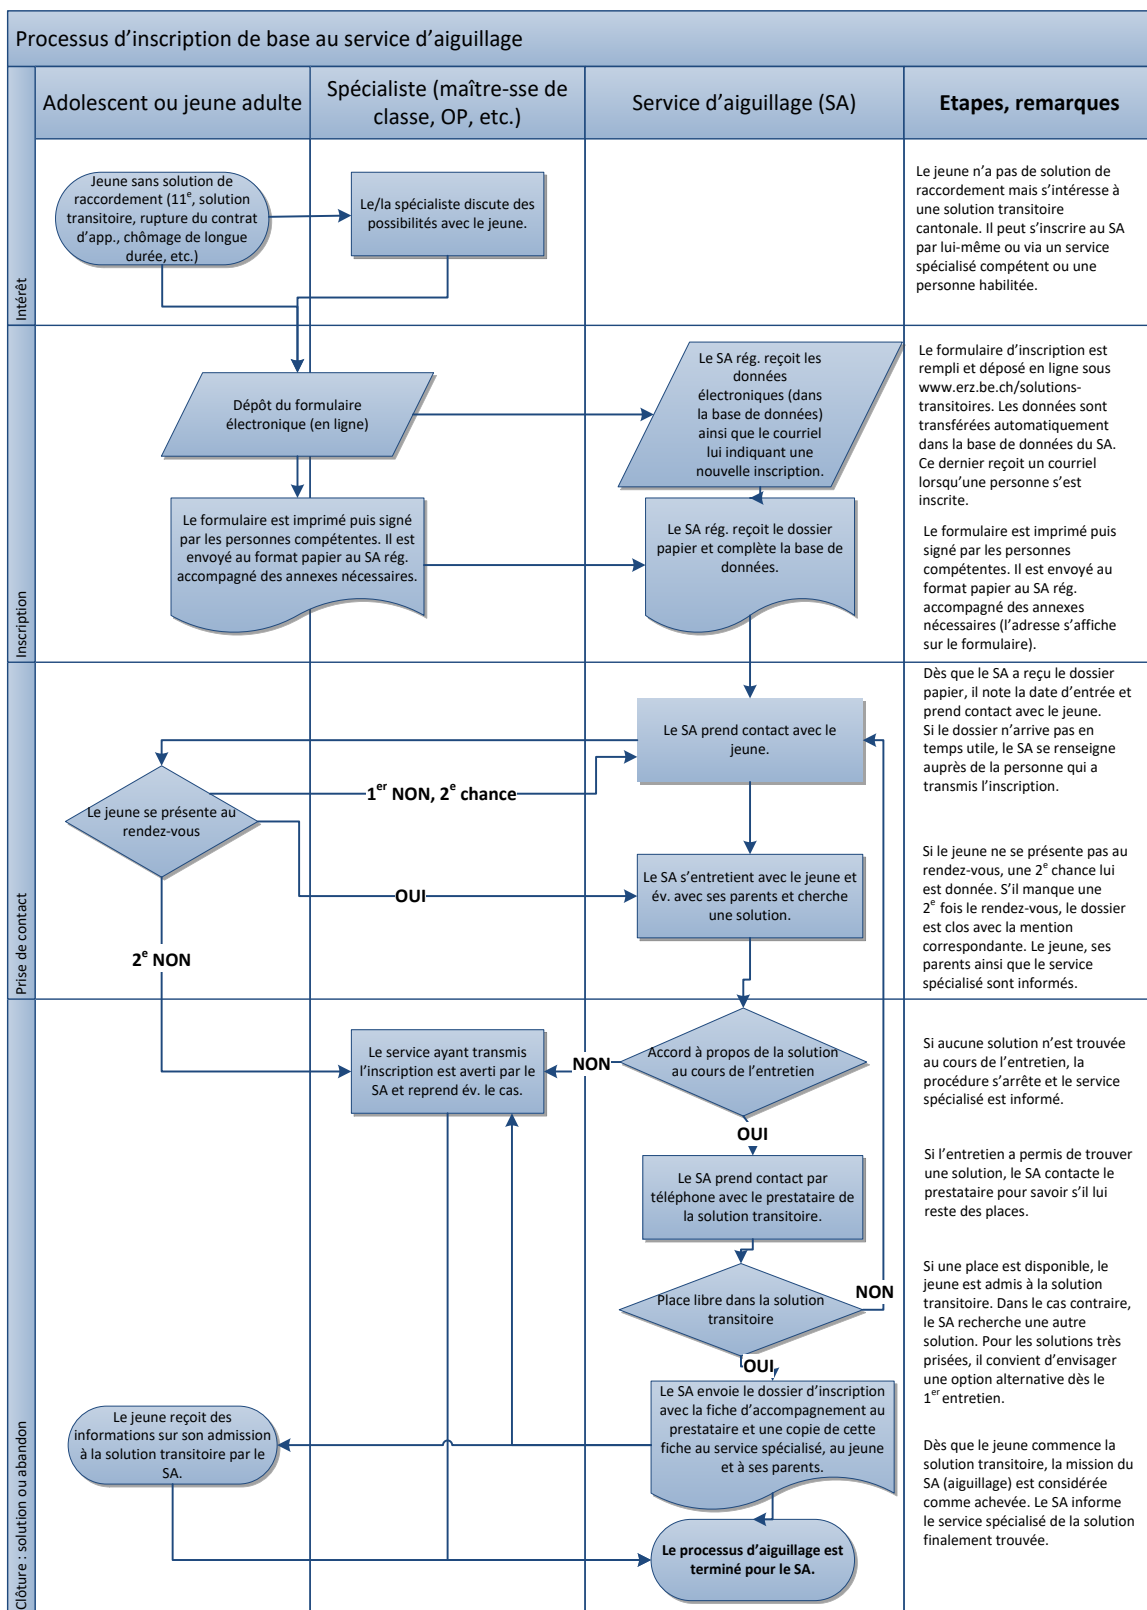 Processus d’inscription de base au service d’aiguillage
Adolescent ou jeune adulte
Spécialiste (maître-sse de
classe, OP, etc.)
Service d’aiguillage (SA)
Etapes, remarques
Intérêt
Jeune sans solution de
raccordement (11e, solution
transitoire, rupture du contrat
d’app., chômage de longue
durée, etc.)
Le/la spécialiste discute des
possibilités avec le jeune.
Le jeune n’a pas de solution de
raccordement mais s’intéresse à
une solution transitoire
cantonale. Il peut s’inscrire au SA
par lui-même ou via un service
spécialisé compétent ou une
personne habilitée.
Inscription
Dépôt du formulaire
électronique (en ligne)
Le SA rég. reçoit les
données
électroniques (dans
la base de données)
ainsi que le courriel
lui indiquant une
nouvelle inscription.
Le formulaire d’inscription est
rempli et déposé en ligne sous
www.erz.be.ch/solutions-
transitoires. Les données sont
transférées automatiquement
dans la base de données du SA.
Ce dernier reçoit un courriel
lorsqu’une personne s’est
inscrite.
Le formulaire est imprimé puis signé
par les personnes compétentes. Il est
envoyé au format papier au SA rég.
accompagné des annexes nécessaires.
Le SA rég. reçoit le dossier
papier et complète la base de
données.
Le formulaire est imprimé puis
signé par les personnes
compétentes. Il est envoyé au
format papier au SA rég.
accompagné des annexes
nécessaires (l’adresse s’affiche
sur le formulaire).
Prise de contact
Le SA prend contact avec le
jeune.
Dès que le SA a reçu le dossier
papier, il note la date d’entrée et
prend contact avec le jeune.
Si le dossier n’arrive pas en
temps utile, le SA se renseigne
auprès de la personne qui a
transmis l’inscription.
Le jeune se présente au
rendez-vous
1er NON, 2e chance
OUI
2e NON
Le SA s’entretient avec le jeune et
év. avec ses parents et cherche
une solution.
Si le jeune ne se présente pas au
rendez-vous, une 2e chance lui
est donnée. S’il manque une
2e fois le rendez-vous, le dossier
est clos avec la mention
correspondante. Le jeune, ses
parents ainsi que le service
spécialisé sont informés.
Clôture : solution ou abandon
Le service ayant transmis
l’inscription est averti par le
SA et reprend év. le cas.
NON
Accord à propos de la solution
au cours de l’entretien
Si aucune solution n’est trouvée
au cours de l’entretien, la
procédure s’arrête et le service
spécialisé est informé.
OUI
Le SA prend contact par
téléphone avec le prestataire de
la solution transitoire.
Si l’entretien a permis de trouver
une solution, le SA contacte le
prestataire pour savoir s’il lui
reste des places.
Place libre dans la solution
transitoire
NON
OUI
Si une place est disponible, le
jeune est admis à la solution
transitoire. Dans le cas contraire,
le SA recherche une autre
solution. Pour les solutions très
prisées, il convient d’envisager
une option alternative dès le
1er entretien.
Le jeune reçoit des
informations sur son admission
à la solution transitoire par le
SA.
Le SA envoie le dossier d’inscription
avec la fiche d’accompagnement au
prestataire et une copie de cette
fiche au service spécialisé, au jeune
et à ses parents.
Dès que le jeune commence la
solution transitoire, la mission du
SA (aiguillage) est considérée
comme achevée. Le SA informe
le service spécialisé de la solution
finalement trouvée.
Le processus d’aiguillage est
terminé pour le SA.